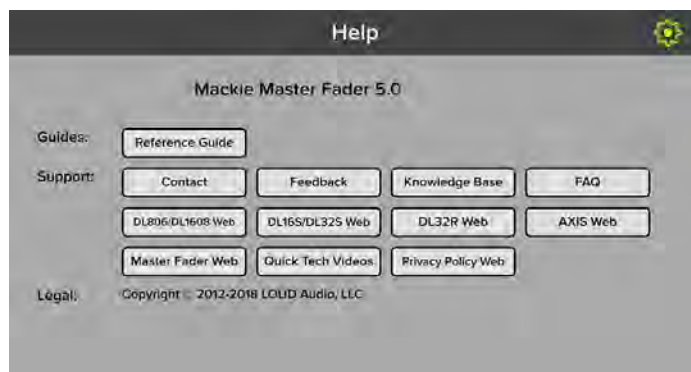 Help
Mackie Master Fader 5.0
Guides: Reference Guide
Support: Contact Feedback Knowledge Base FAQ
DL806/DL1608 Web DL16S/DL32S Web DL32R Web AXIS Web
Master Fader Web Quick Tech Videos Privacy Policy Web
Legal: Copyright © 2012-2018 LOUD Audio, LLC